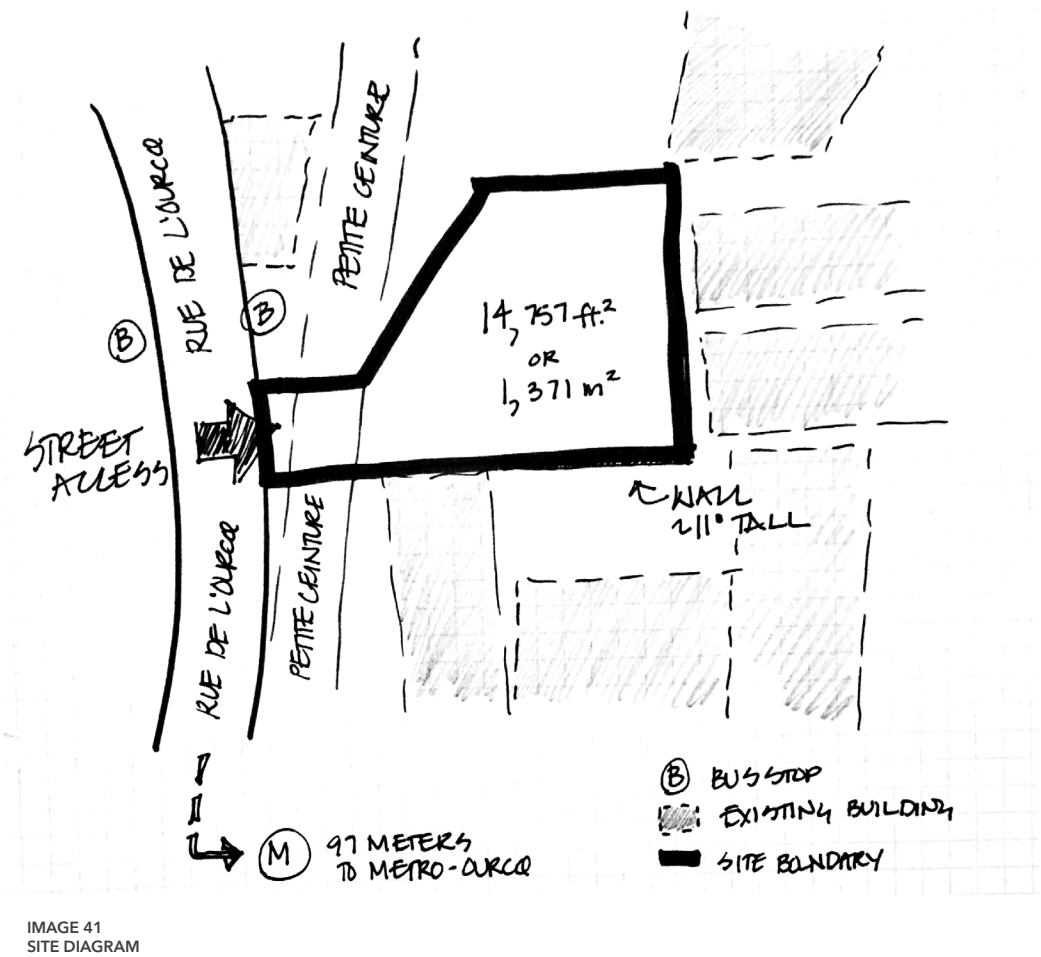 RUE DE L'OURCQ
PETITE CEINTURE
B
B
14,757 ft.²
OR
1,371 m²
STREET
ACCESS
WALL
~11' TALL
RUE DE L'OURCQ
PETITE CEINTURE
M
97 METERS
TO METRO-OURCQ
B BUS STOP
EXISTING BUILDING
SITE BOUNDARY
IMAGE 41
SITE DIAGRAM